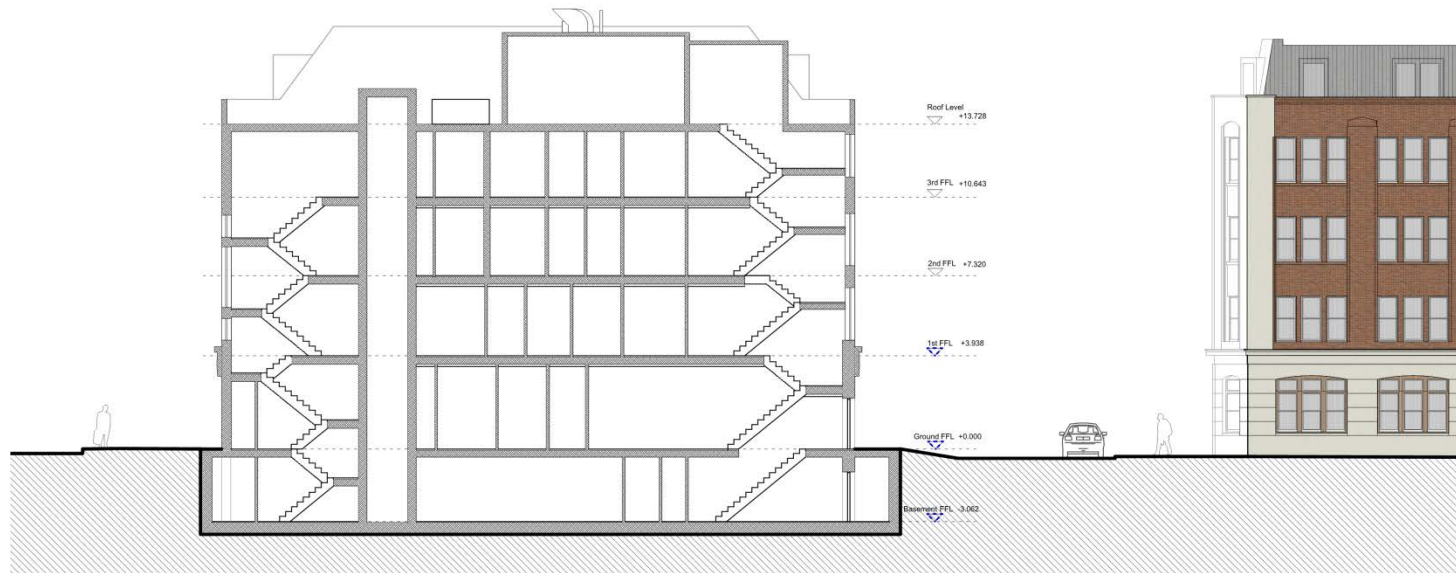 Roof Level
+13.728
3rd FFL +10.643
2nd FFL +7.320
1st FFL +3.938
Ground FFL +0.000
Basement FFL -3.062